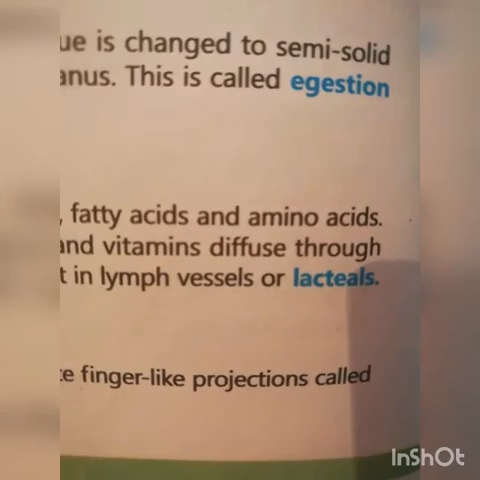 ue is changed to semi-solid
anus. This is called egestion
, fatty acids and amino acids.
and vitamins diffuse through
t in lymph vessels or lacteals.
te finger-like projections called
InShOt